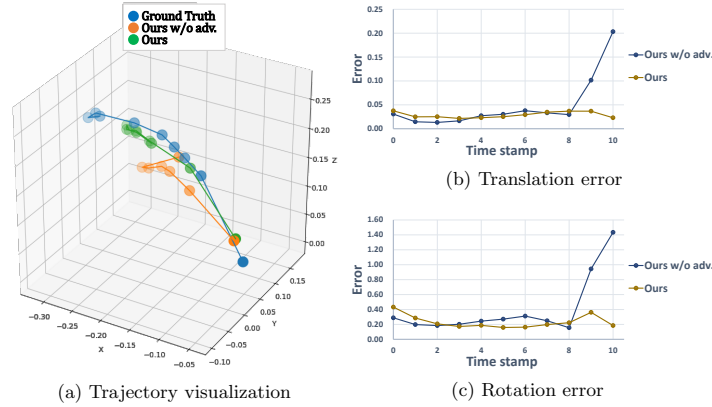 Ground Truth
Ours w/o adv.
Ours
0.25
0.20
0.15
0.10
0.05
0.00
Z
0.15
0.10
0.05
0.00
−0.05
−0.10
Y
−0.30
−0.25
−0.20
−0.15
−0.10
−0.05
X
(a) Trajectory visualization
0.25
0.20
0.15
0.10
0.05
0.00
Error
0 2 4 6 8 10
Time stamp
Ours w/o adv.
Ours
(b) Translation error
1.60
1.40
1.20
1.00
0.80
0.60
0.40
0.20
0.00
Error
0 2 4 6 8 10
Time stamp
Ours w/o adv.
Ours
(c) Rotation error